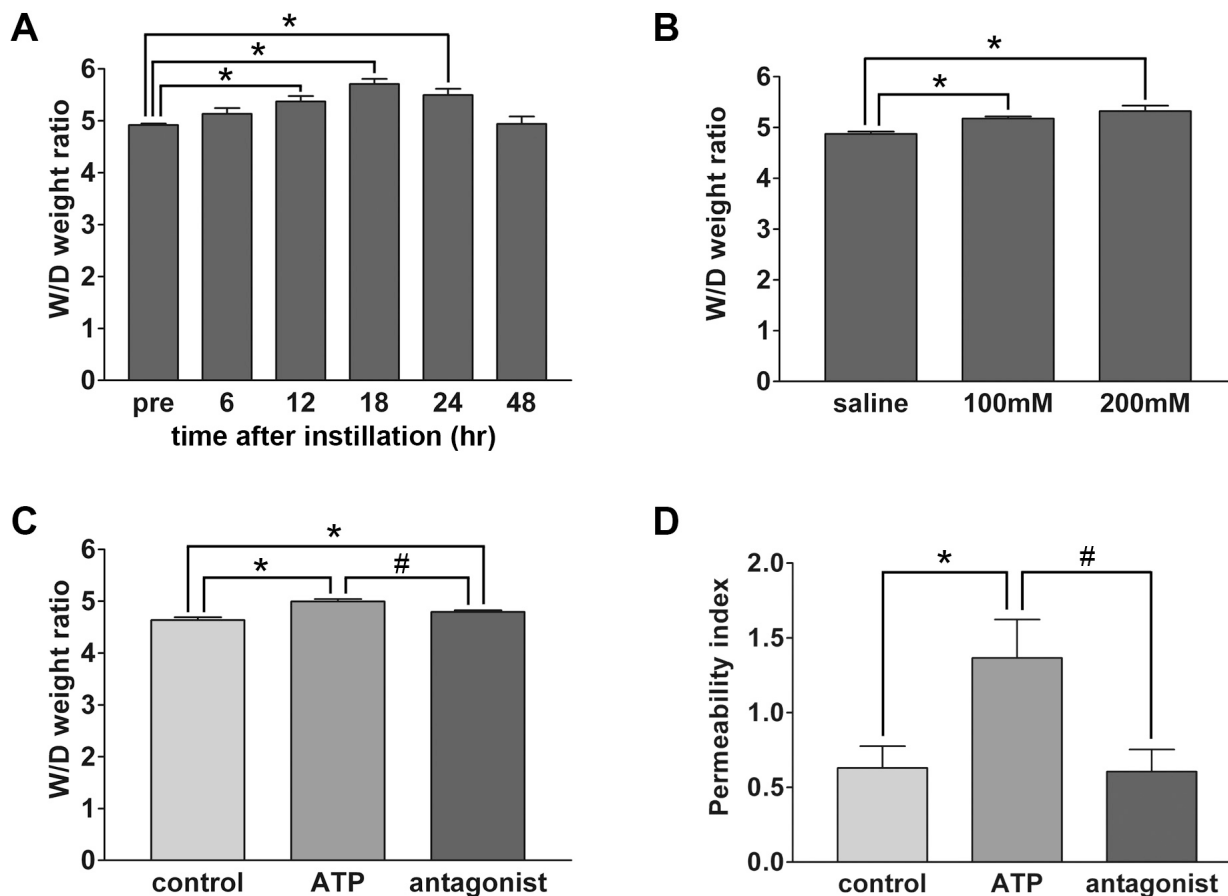 A
* * *
W/D weight ratio
6
5
4
3
2
1
0
pre 6 12 18 24 48
time after instillation (hr)
B
* *
W/D weight ratio
6
5
4
3
2
1
0
saline 100mM 200mM
C
*
* #
W/D weight ratio
6
5
4
3
2
1
0
control ATP antagonist
D
* #
Permeability index
2.0
1.5
1.0
0.5
0.0
control ATP antagonist